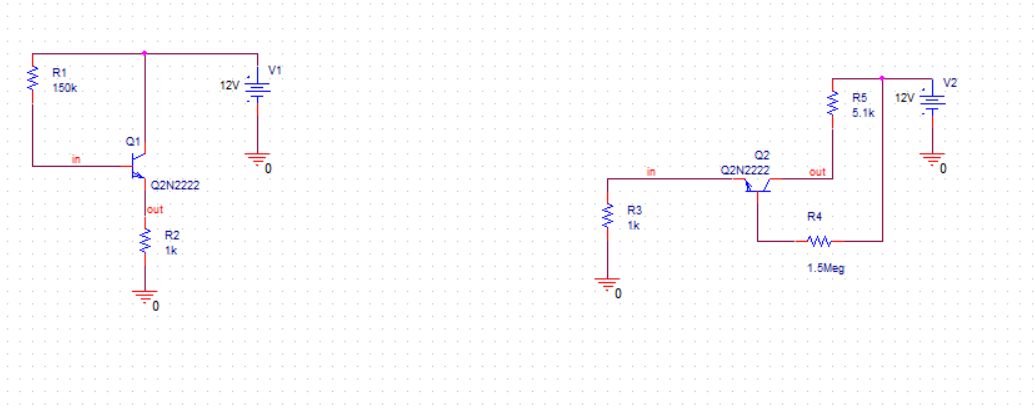 R1
150k
V1
12V
Q1
in
Q2N2222
out
R2
1k
0
0
V2
12V
R5
5.1k
Q2
Q2N2222
in
out
R3
1k
R4
1.5Meg
0
0